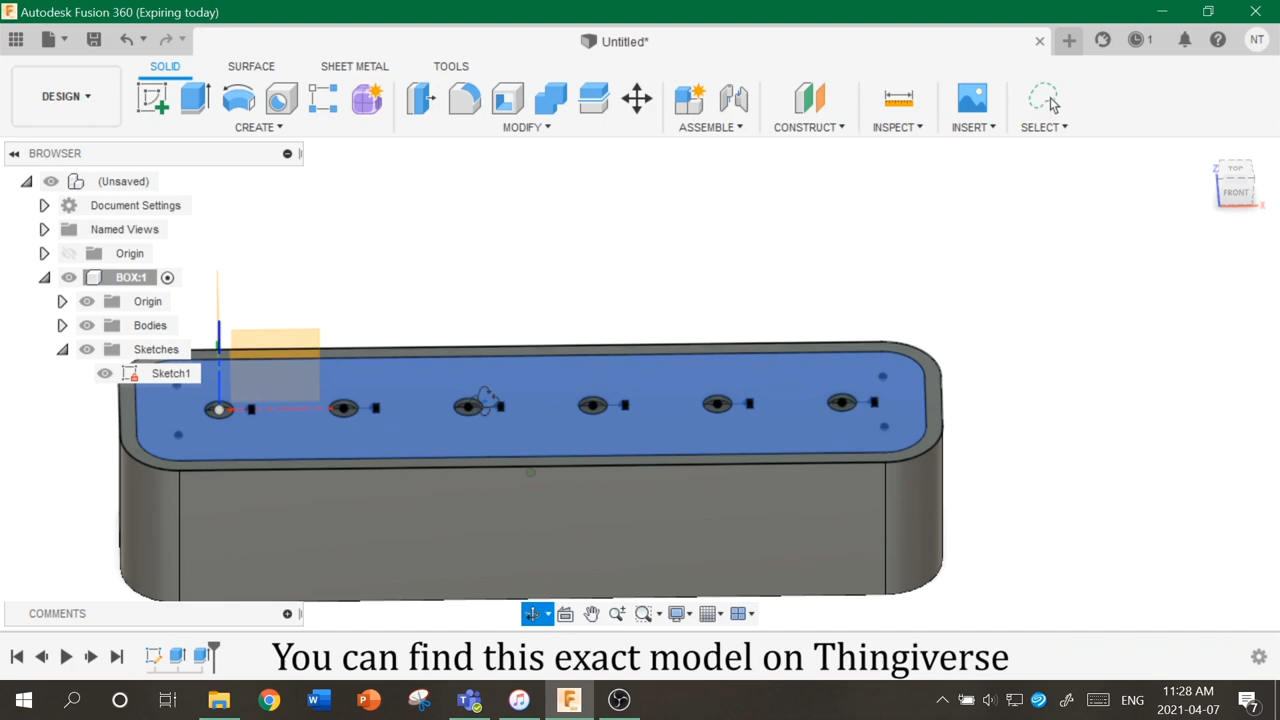 Autodesk Fusion 360 (Expiring today)
Untitled*
1
NT
DESIGN
SOLID
SURFACE
SHEET METAL
TOOLS
CREATE
MODIFY
ASSEMBLE
CONSTRUCT
INSPECT
INSERT
SELECT
BROWSER
(Unsaved)
Document Settings
Named Views
Origin
BOX:1
Origin
Bodies
Sketches
Sketch1
Z
TOP
FRONT
X
COMMENTS
You can find this exact model on Thingiverse
ENG
11:28 AM
2021-04-07
7